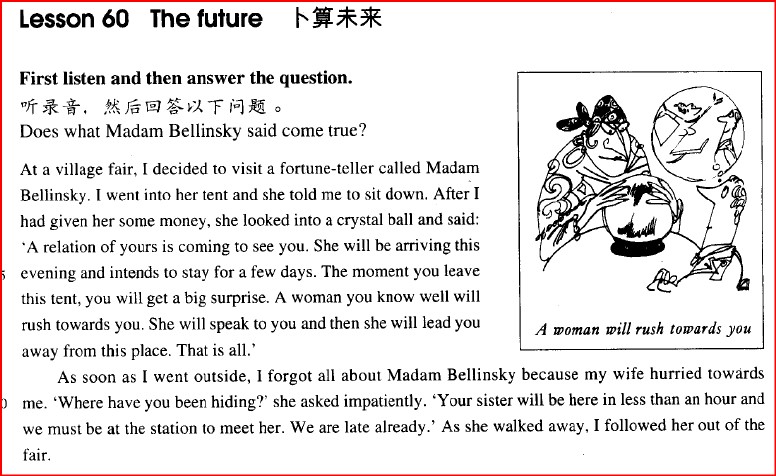 Lesson 60 The future 卜算未来
First listen and then answer the question.
听录音，然后回答以下问题。
Does what Madam Bellinsky said come true?
At a village fair, I decided to visit a fortune-teller called Madam
Bellinsky. I went into her tent and she told me to sit down. After I
had given her some money, she looked into a crystal ball and said:
‘A relation of yours is coming to see you. She will be arriving this
5 evening and intends to stay for a few days. The moment you leave
this tent, you will get a big surprise. A woman you know well will
rush towards you. She will speak to you and then she will lead you
away from this place. That is all.’
A woman will rush towards you
As soon as I went outside, I forgot all about Madam Bellinsky because my wife hurried towards
0 me. ‘Where have you been hiding?’ she asked impatiently. ‘Your sister will be here in less than an hour and
we must be at the station to meet her. We are late already.’ As she walked away, I followed her out of the
fair.